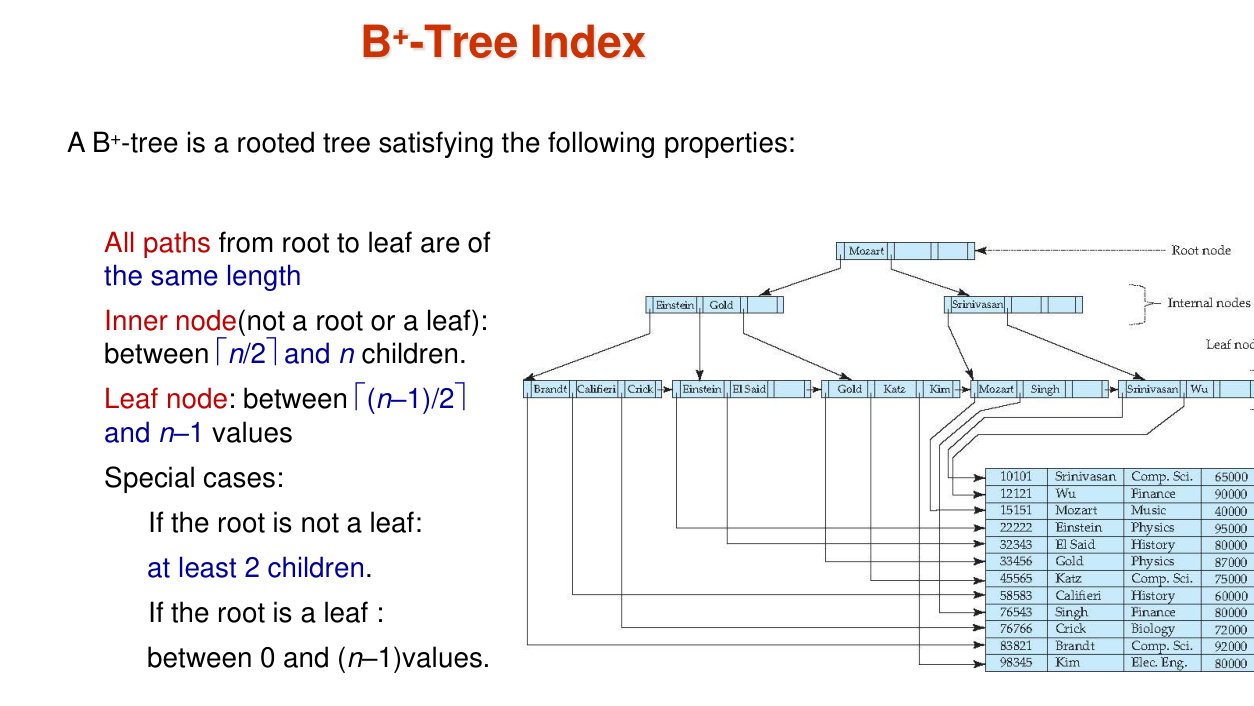 B+-Tree Index
A B+-tree is a rooted tree satisfying the following properties:
All paths from root to leaf are of
the same length
Inner node(not a root or a leaf):
between ⌈n/2⌉ and n children.
Leaf node: between ⌈(n–1)/2⌉
and n–1 values
Special cases:
If the root is not a leaf:
at least 2 children.
If the root is a leaf :
between 0 and (n–1)values.
Mozart
Root node
Einstein Gold
Srinivasan
Internal nodes
Leaf nod
Brandt Califieri Crick
Einstein El Said
Gold Katz Kim
Mozart Singh
Srinivasan Wu
10101 Srinivasan Comp. Sci. 65000
12121 Wu Finance 90000
15151 Mozart Music 40000
22222 Einstein Physics 95000
32343 El Said History 80000
33456 Gold Physics 87000
45565 Katz Comp. Sci. 75000
58583 Califieri History 60000
76543 Singh Finance 80000
76766 Crick Biology 72000
83821 Brandt Comp. Sci. 92000
98345 Kim Elec. Eng. 80000